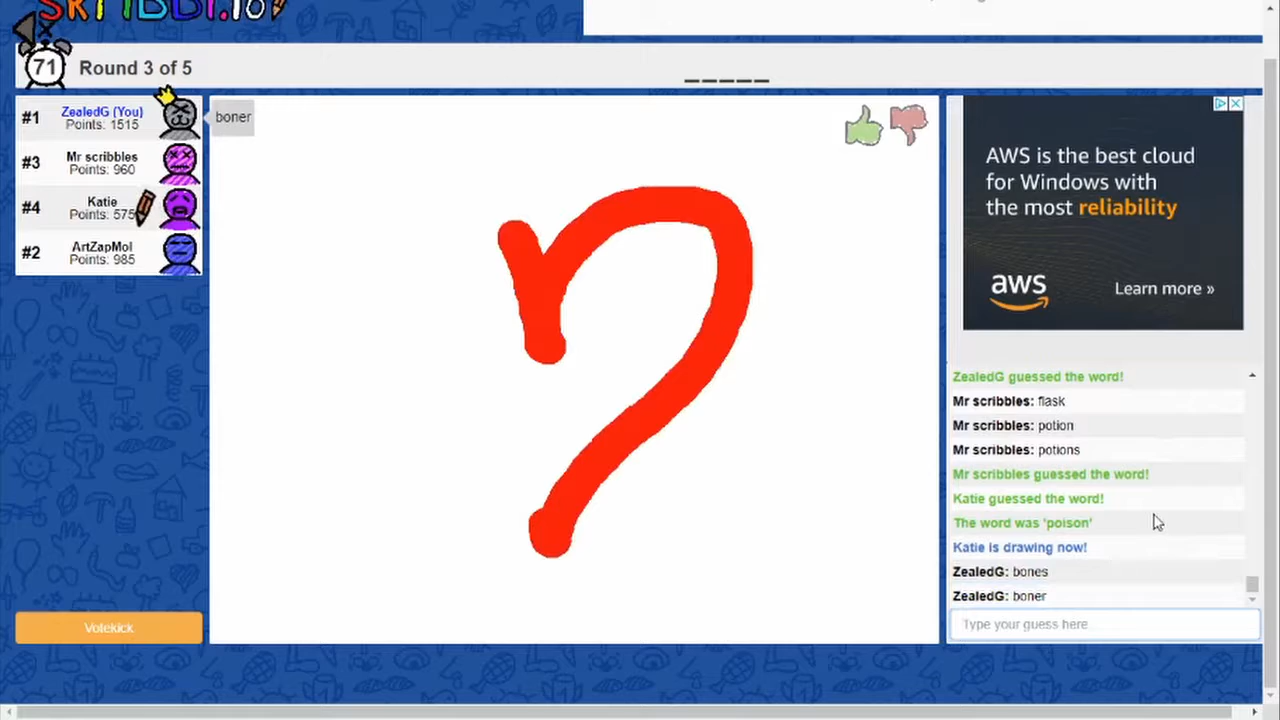 skribbl.io
71
Round 3 of 5
_ _ _ _ _
#1
ZealedG (You)
Points: 1515
boner
#3
Mr scribbles
Points: 960
#4
Katie
Points: 575
#2
ArtZapMol
Points: 985
Votekick
AWS is the best cloud
for Windows with
the most reliability
aws
Learn more »
ZealedG guessed the word!
Mr scribbles: flask
Mr scribbles: potion
Mr scribbles: potions
Mr scribbles guessed the word!
Katie guessed the word!
The word was 'poison'
Katie is drawing now!
ZealedG: bones
ZealedG: boner
Type your guess here